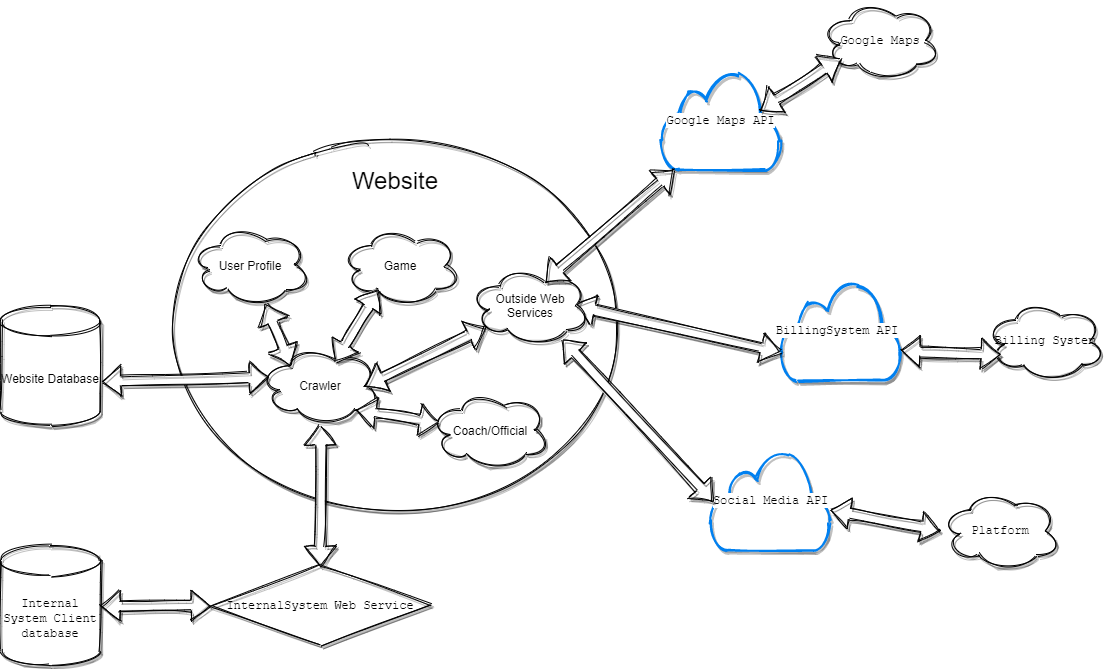 Google Maps
Google Maps API
Website
User Profile
Game
Outside Web
Services
BillingSystem API
Billing System
Website Database
Crawler
Coach/Official
Social Media API
Platform
Internal
System Client
database
InternalSystem Web Service